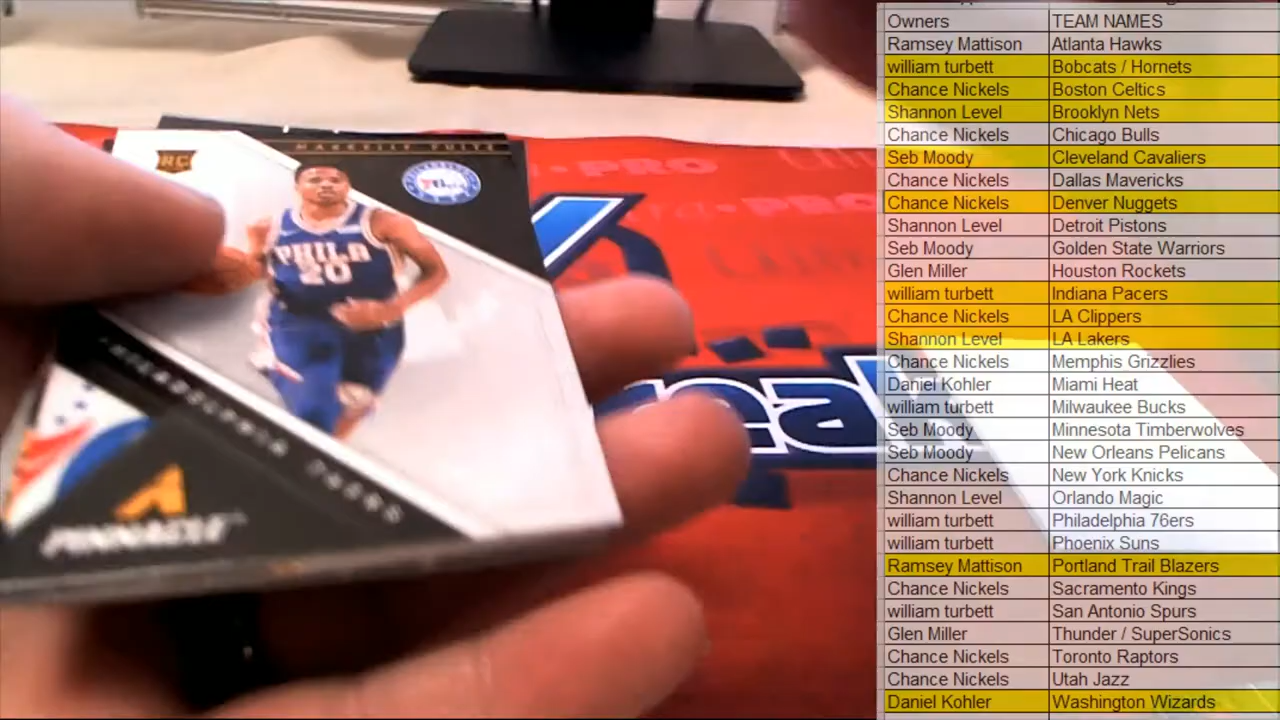 Owners TEAM NAMES
Ramsey Mattison Atlanta Hawks
william turbett Bobcats / Hornets
Chance Nickels Boston Celtics
Shannon Level Brooklyn Nets
Chance Nickels Chicago Bulls
Seb Moody Cleveland Cavaliers
Chance Nickels Dallas Mavericks
Chance Nickels Denver Nuggets
Shannon Level Detroit Pistons
Seb Moody Golden State Warriors
Glen Miller Houston Rockets
william turbett Indiana Pacers
Chance Nickels LA Clippers
Shannon Level LA Lakers
Chance Nickels Memphis Grizzlies
Daniel Kohler Miami Heat
william turbett Milwaukee Bucks
Seb Moody Minnesota Timberwolves
Seb Moody New Orleans Pelicans
Chance Nickels New York Knicks
Shannon Level Orlando Magic
william turbett Philadelphia 76ers
william turbett Phoenix Suns
Ramsey Mattison Portland Trail Blazers
Chance Nickels Sacramento Kings
william turbett San Antonio Spurs
Glen Miller Thunder / SuperSonics
Chance Nickels Toronto Raptors
Chance Nickels Utah Jazz
Daniel Kohler Washington Wizards
MARKELLE FULTZ
RC
76ers
PHILA
20
PINNACLE
PRO
PRO